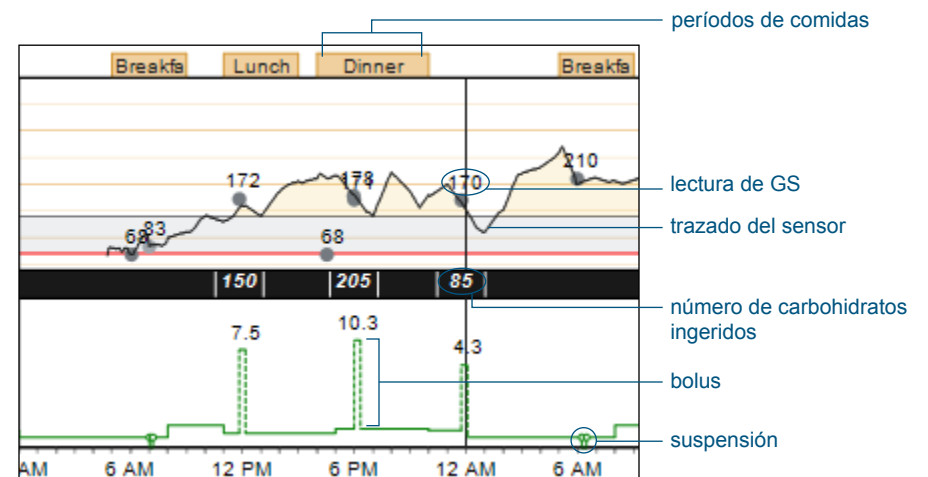 períodos de comidas
Breakfa Lunch Dinner Breakfa
210
172 178 170
lectura de GS
83
68 68
trazado del sensor
150 205 85
número de carbohidratos
ingeridos
7.5 10.3 4.3
bolus
suspensión
AM 6 AM 12 PM 6 PM 12 AM 6 AM